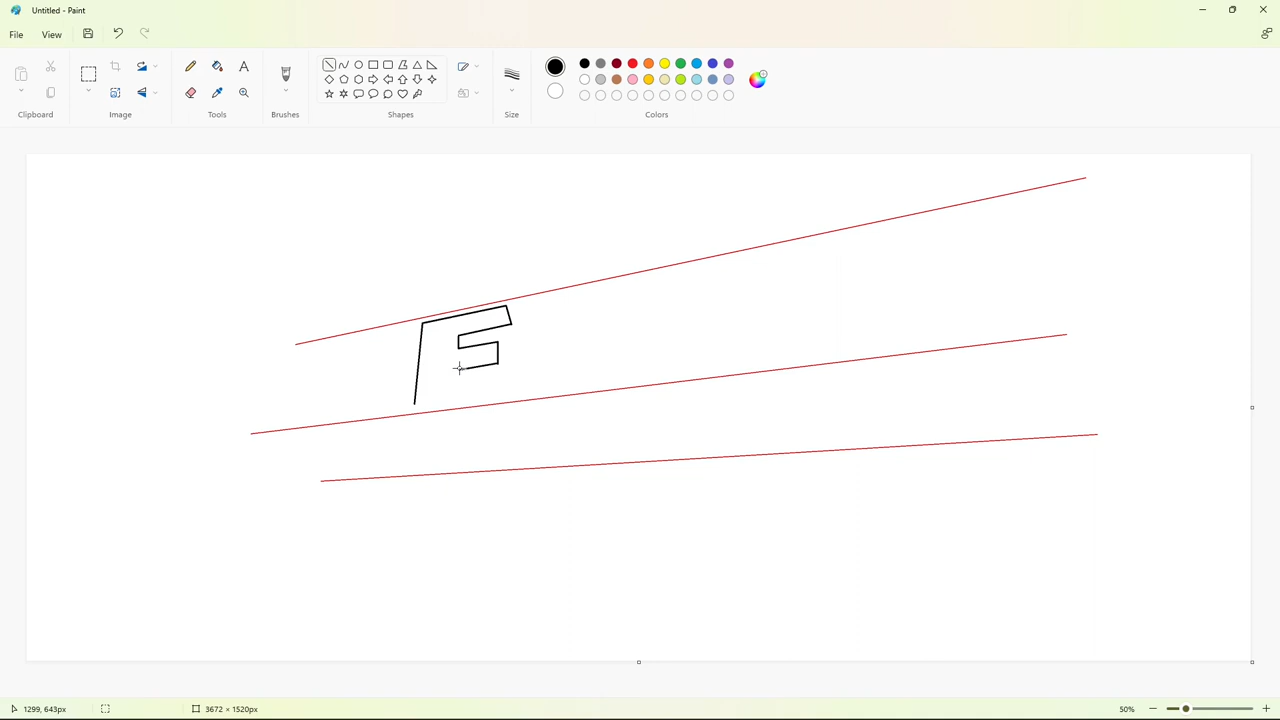 Untitled - Paint
File View
Clipboard Image Tools Brushes Shapes Size Colors
1299, 643px 3672 × 1520px 50%